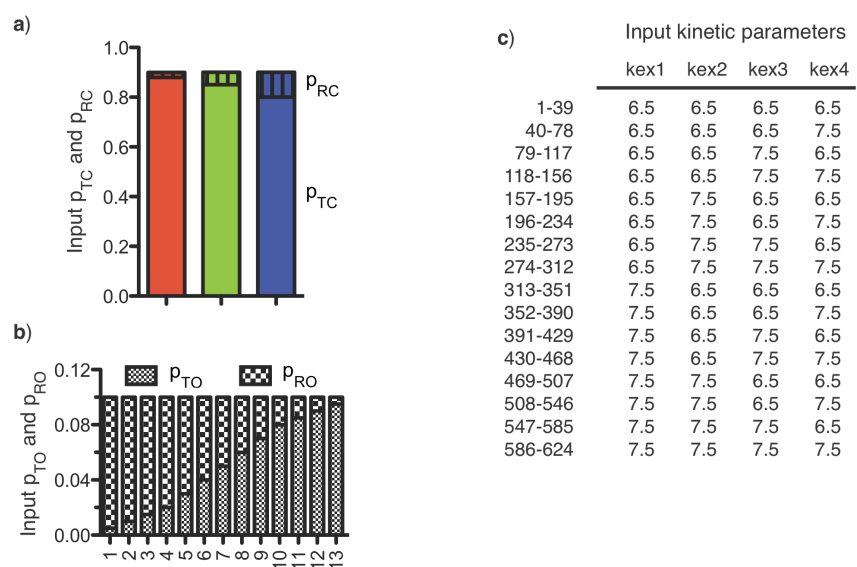 a)
Input pTC and pRC
1.0
0.8
0.6
0.4
0.2
0.0
pRC
pTC
b)
Input pTO and pRO
0.12
0.08
0.04
0.00
pTO
pRO
1 2 3 4 5 6 7 8 9 10 11 12 13
c)
Input kinetic parameters
kex1 kex2 kex3 kex4
1-39 6.5 6.5 6.5 6.5
40-78 6.5 6.5 6.5 7.5
79-117 6.5 6.5 7.5 6.5
118-156 6.5 6.5 7.5 7.5
157-195 6.5 7.5 6.5 6.5
196-234 6.5 7.5 6.5 7.5
235-273 6.5 7.5 7.5 6.5
274-312 6.5 7.5 7.5 7.5
313-351 7.5 6.5 6.5 6.5
352-390 7.5 6.5 6.5 7.5
391-429 7.5 6.5 7.5 6.5
430-468 7.5 6.5 7.5 7.5
469-507 7.5 7.5 6.5 6.5
508-546 7.5 7.5 6.5 7.5
547-585 7.5 7.5 7.5 6.5
586-624 7.5 7.5 7.5 7.5